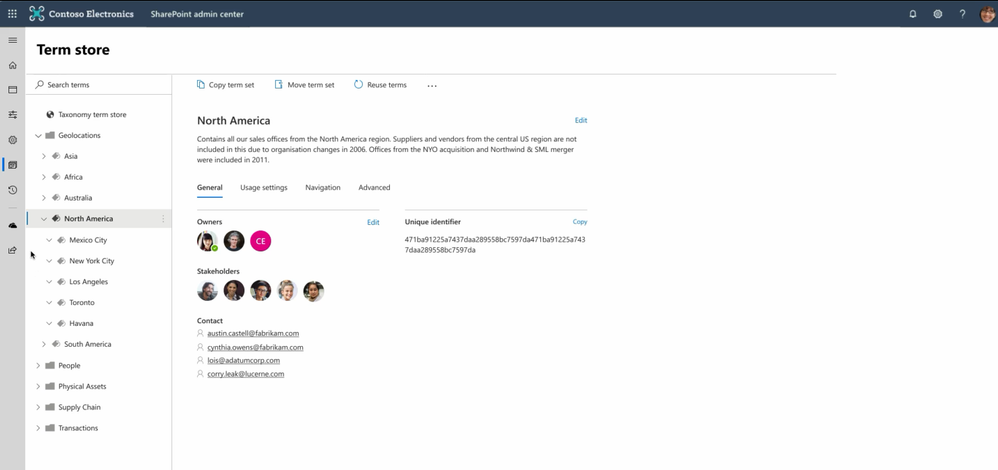 Contoso Electronics SharePoint admin center
Term store
Search terms
Copy term set Move term set Reuse terms ...
Taxonomy term store
Geolocations
Asia
Africa
Australia
North America
Mexico City
New York City
Los Angeles
Toronto
Havana
South America
People
Physical Assets
Supply Chain
Transactions
North America Edit
Contains all our sales offices from the North America region. Suppliers and vendors from the central US region are not
included in this due to organisation changes in 2006. Offices from the NYO acquisition and Northwind & SML merger
were included in 2011.
General Usage settings Navigation Advanced
Owners Edit
CE
Stakeholders
Contact
austin.castell@fabrikam.com
cynthia.owens@fabrikam.com
lois@adatumcorp.com
corry.leak@lucerne.com
Unique identifier Copy
471ba91225a7437daa289558bc7597da471ba91225a743
7daa289558bc7597da